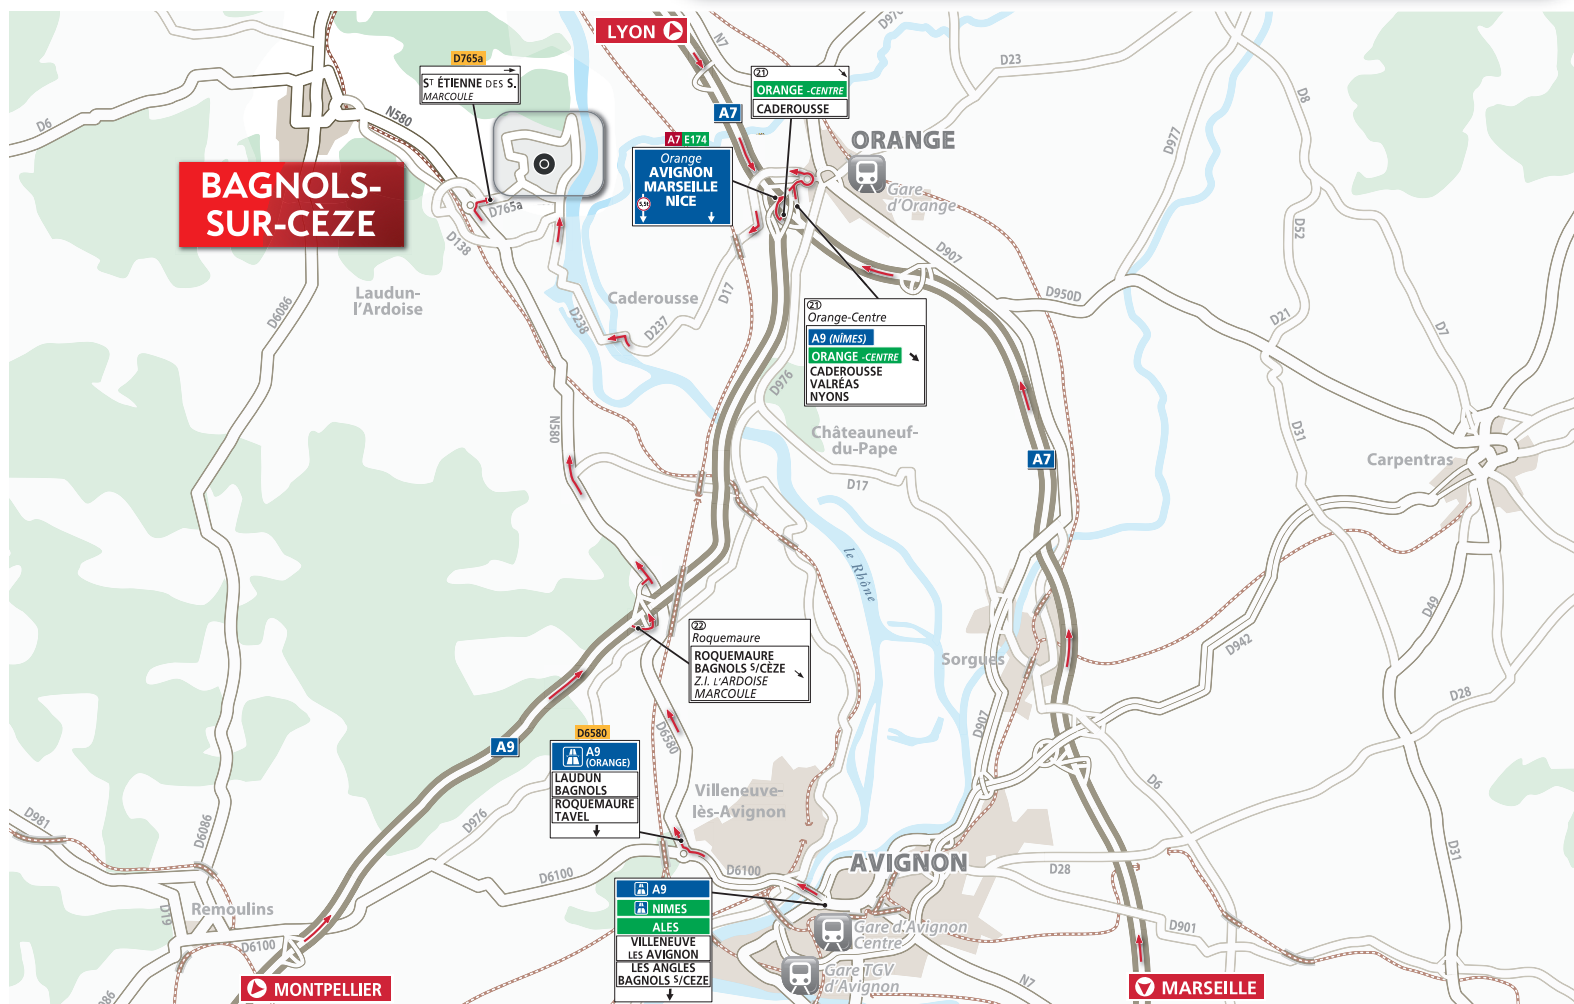 LYON
N7
D976
D23
D8
D977
D6
N580
D765a
ST ÉTIENNE DES S.
MARCOULE
21
ORANGE -CENTRE
CADEROUSSE
A7
A7 E174
Orange
AVIGNON
MARSEILLE
NICE
5,5t
ORANGE
Gare
d'Orange
BAGNOLS-
SUR-CÈZE
D765a
D138
D6086
Laudun-
l'Ardoise
Caderousse
D17
D237
D238
D907
D950D
D52
D21
D7
21
Orange-Centre
A9 (NÎMES)
ORANGE -CENTRE
CADEROUSSE
VALRÉAS
NYONS
D976
N580
Châteauneuf-
du-Pape
D17
A7
D31
Carpentras
le Rhône
D49
D942
22
Roquemaure
ROQUEMAURE
BAGNOLS S/CÈZE
Z.I. L'ARDOISE
MARCOULE
Sorgues
D28
D907
D6580
D6580
A9
(ORANGE)
LAUDUN
BAGNOLS
ROQUEMAURE
TAVEL
A9
Villeneuve-
lès-Avignon
D6
D981
D6086
D976
D6100
D6100
AVIGNON
D28
D31
A9
NIMES
ALES
VILLENEUVE
LES AVIGNON
LES ANGLES
BAGNOLS S/CEZE
Remoulins
D19
D6100
Gare d'Avignon
Centre
D901
Gare TGV
d'Avignon
N7
MONTPELLIER
MARSEILLE